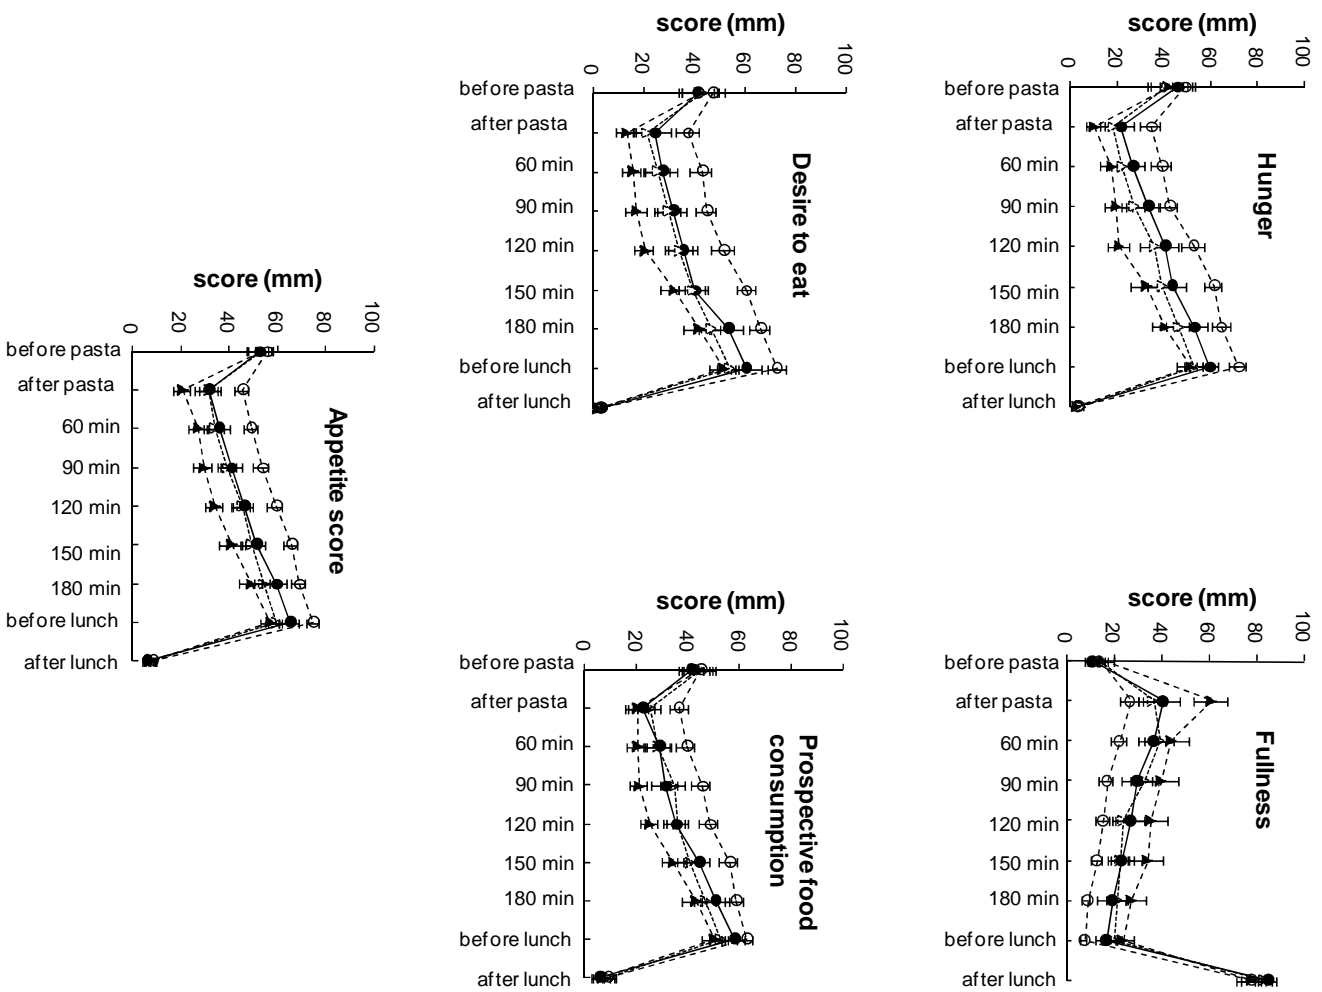 score (mm)
0
20
40
60
80
100
before pasta
after pasta
60 min
90 min
120 min
150 min
180 min
before lunch
after lunch
Hunger
score (mm)
0
20
40
60
80
100
before pasta
after pasta
60 min
90 min
120 min
150 min
180 min
before lunch
after lunch
Fullness
score (mm)
0
20
40
60
80
100
before pasta
after pasta
60 min
90 min
120 min
150 min
180 min
before lunch
after lunch
Desire to eat
score (mm)
0
20
40
60
80
100
before pasta
after pasta
60 min
90 min
120 min
150 min
180 min
before lunch
after lunch
Prospective food
consumption
score (mm)
0
20
40
60
80
100
before pasta
after pasta
60 min
90 min
120 min
150 min
180 min
before lunch
after lunch
Appetite score